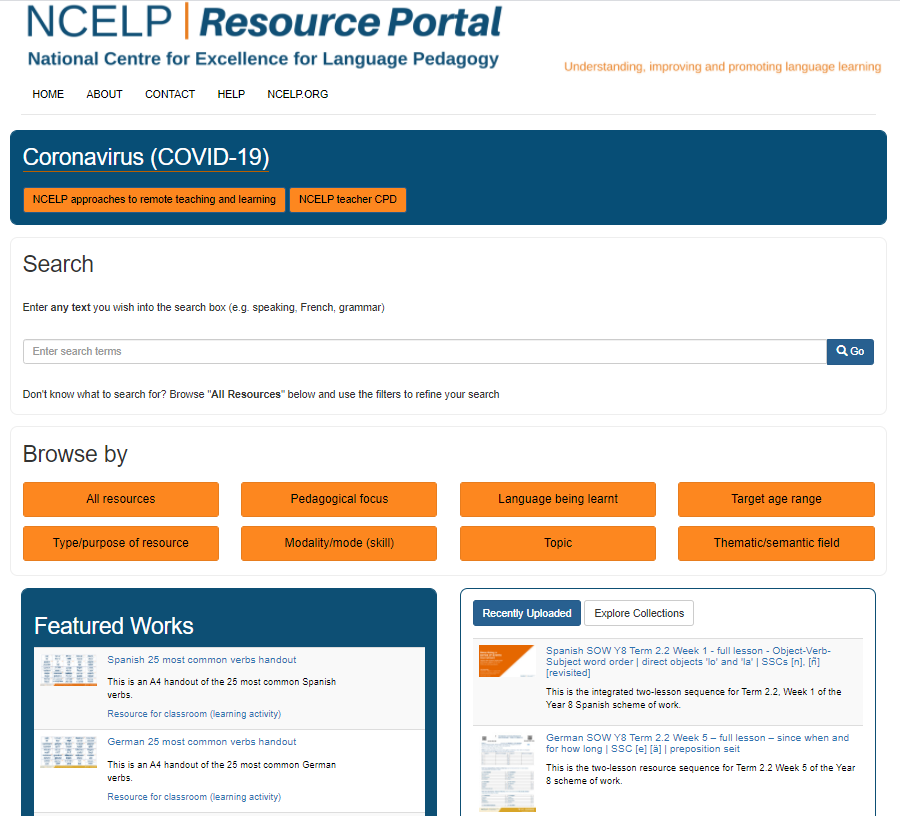 NCELP | Resource Portal
National Centre for Excellence for Language Pedagogy
Understanding, improving and promoting language learning
HOME ABOUT CONTACT HELP NCELP.ORG
Coronavirus (COVID-19)
NCELP approaches to remote teaching and learning NCELP teacher CPD
Search
Enter any text you wish into the search box (e.g. speaking, French, grammar)
Enter search terms Go
Don't know what to search for? Browse "All Resources" below and use the filters to refine your search
Browse by
All resources Pedagogical focus Language being learnt Target age range
Type/purpose of resource Modality/mode (skill) Topic Thematic/semantic field
Featured Works
Spanish 25 most common verbs handout
This is an A4 handout of the 25 most common Spanish
verbs.
Resource for classroom (learning activity)
German 25 most common verbs handout
This is an A4 handout of the 25 most common German
verbs.
Resource for classroom (learning activity)
Recently Uploaded Explore Collections
Spanish SOW Y8 Term 2.2 Week 1 - full lesson - Object-Verb-
Subject word order | direct objects 'lo' and 'la' | SSCs [n], [ñ]
[revisited]
This is the integrated two-lesson sequence for Term 2.2, Week 1 of the
Year 8 Spanish scheme of work.
German SOW Y8 Term 2.2 Week 5 – full lesson – since when and
for how long | SSC [e] [ä] | preposition seit
This is the two-lesson resource sequence for Term 2.2 Week 5 of the Year
8 scheme of work.